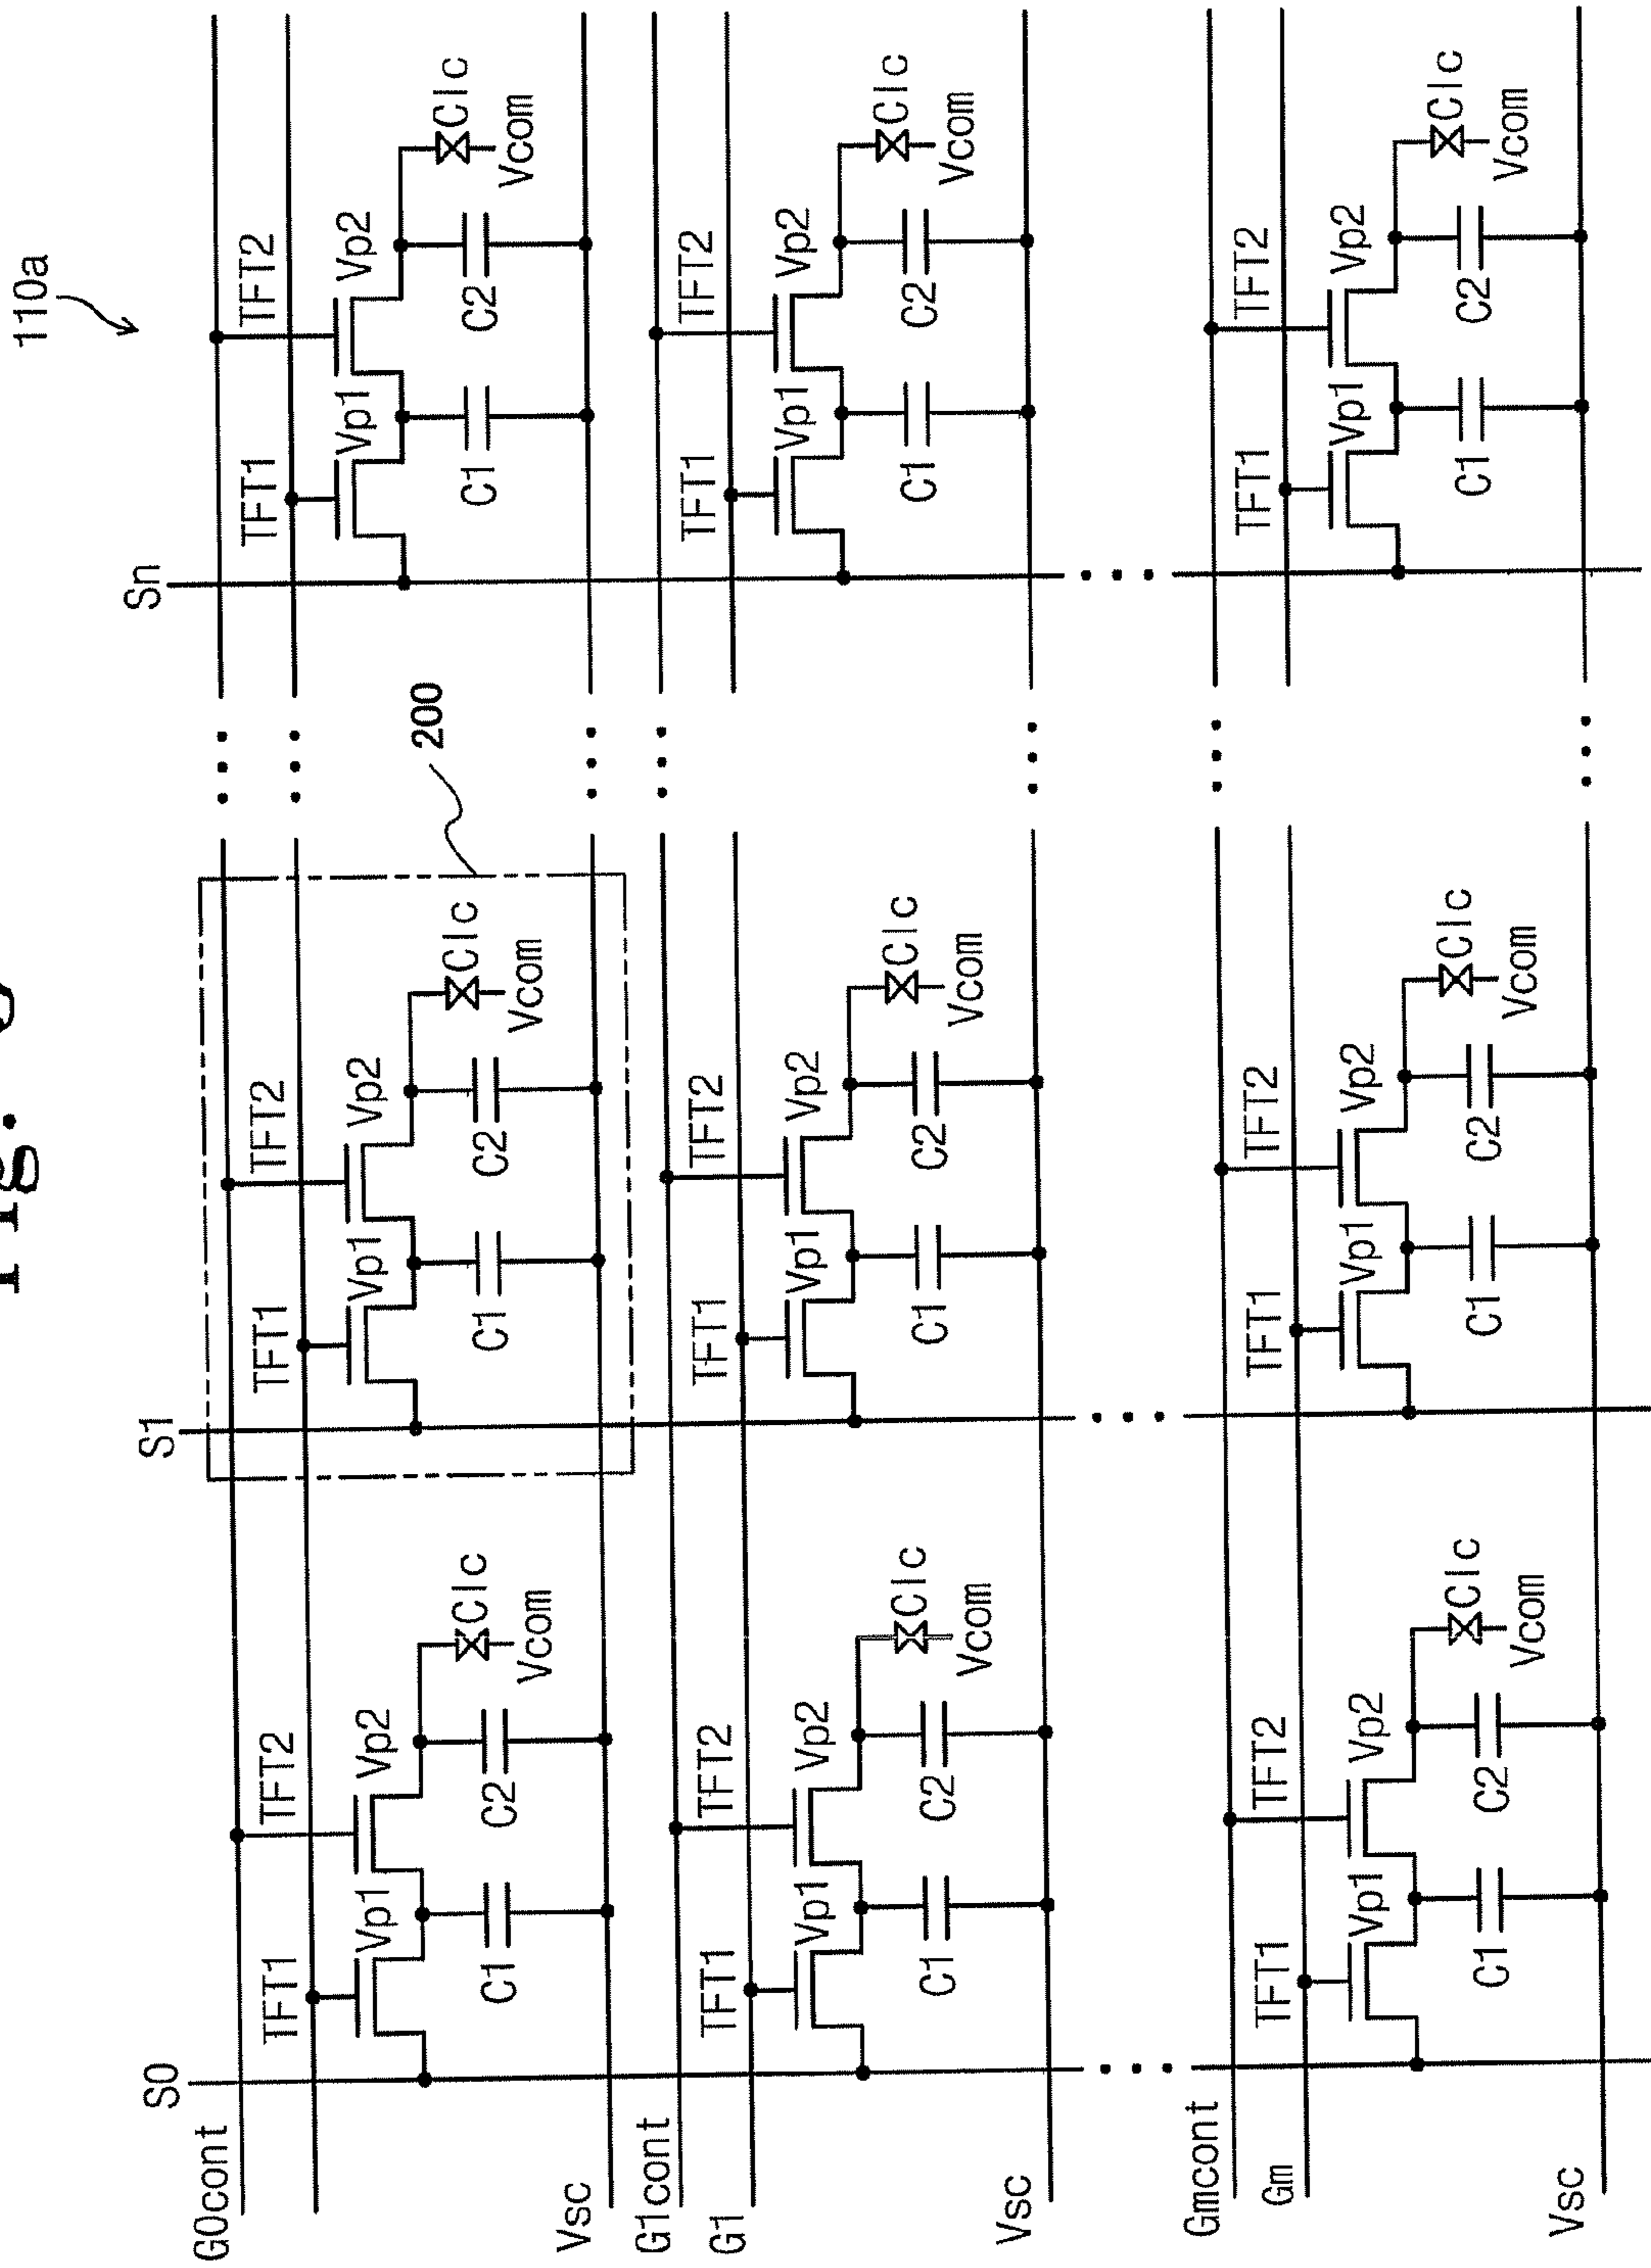 110a
S0 S1 Sn
G0cont
TFT1 TFT2 TFT1 TFT2 TFT1 TFT2
Vp1 Vp2 Vp1 Vp2 Vp1 Vp2
200
Clc Clc Clc
C1 C2 C1 C2 C1 C2
Vcom Vcom Vcom
Vsc
G1cont
TFT1 TFT2 TFT1 TFT2 TFT1 TFT2
G1
Vp1 Vp2 Vp1 Vp2 Vp1 Vp2
Clc Clc Clc
C1 C2 C1 C2 C1 C2
Vcom Vcom Vcom
Vsc
Gmcont
TFT1 TFT2 TFT1 TFT2 TFT1 TFT2
Gm
Vp1 Vp2 Vp1 Vp2 Vp1 Vp2
Clc Clc Clc
C1 C2 C1 C2 C1 C2
Vcom Vcom Vcom
Vsc